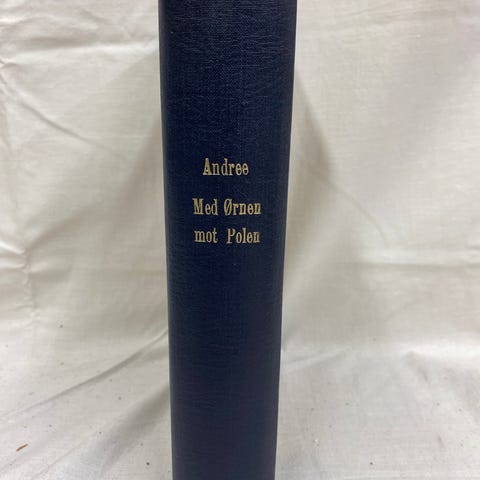 Andree
Med Ørnen
mot Polen